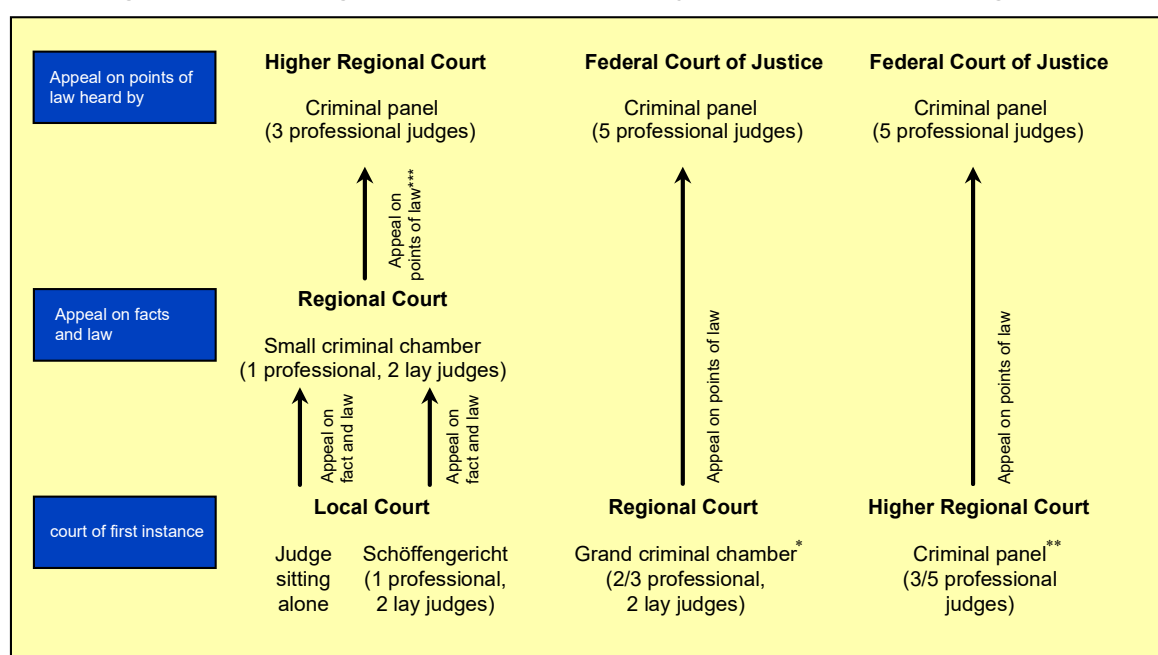 Appeal on points of
law heard by
Higher Regional Court
Criminal panel
(3 professional judges)
Federal Court of Justice
Criminal panel
(5 professional judges)
Federal Court of Justice
Criminal panel
(5 professional judges)
Appeal on
points of law***
Appeal on facts
and law
Regional Court
Small criminal chamber
(1 professional, 2 lay judges)
Appeal on
fact and law
Appeal on
fact and law
Appeal on points of law
Appeal on points of law
court of first instance
Local Court
Judge
sitting
alone
Schöffengericht
(1 professional,
2 lay judges)
Regional Court
Grand criminal chamber*
(2/3 professional,
2 lay judges)
Higher Regional Court
Criminal panel**
(3/5 professional
judges)